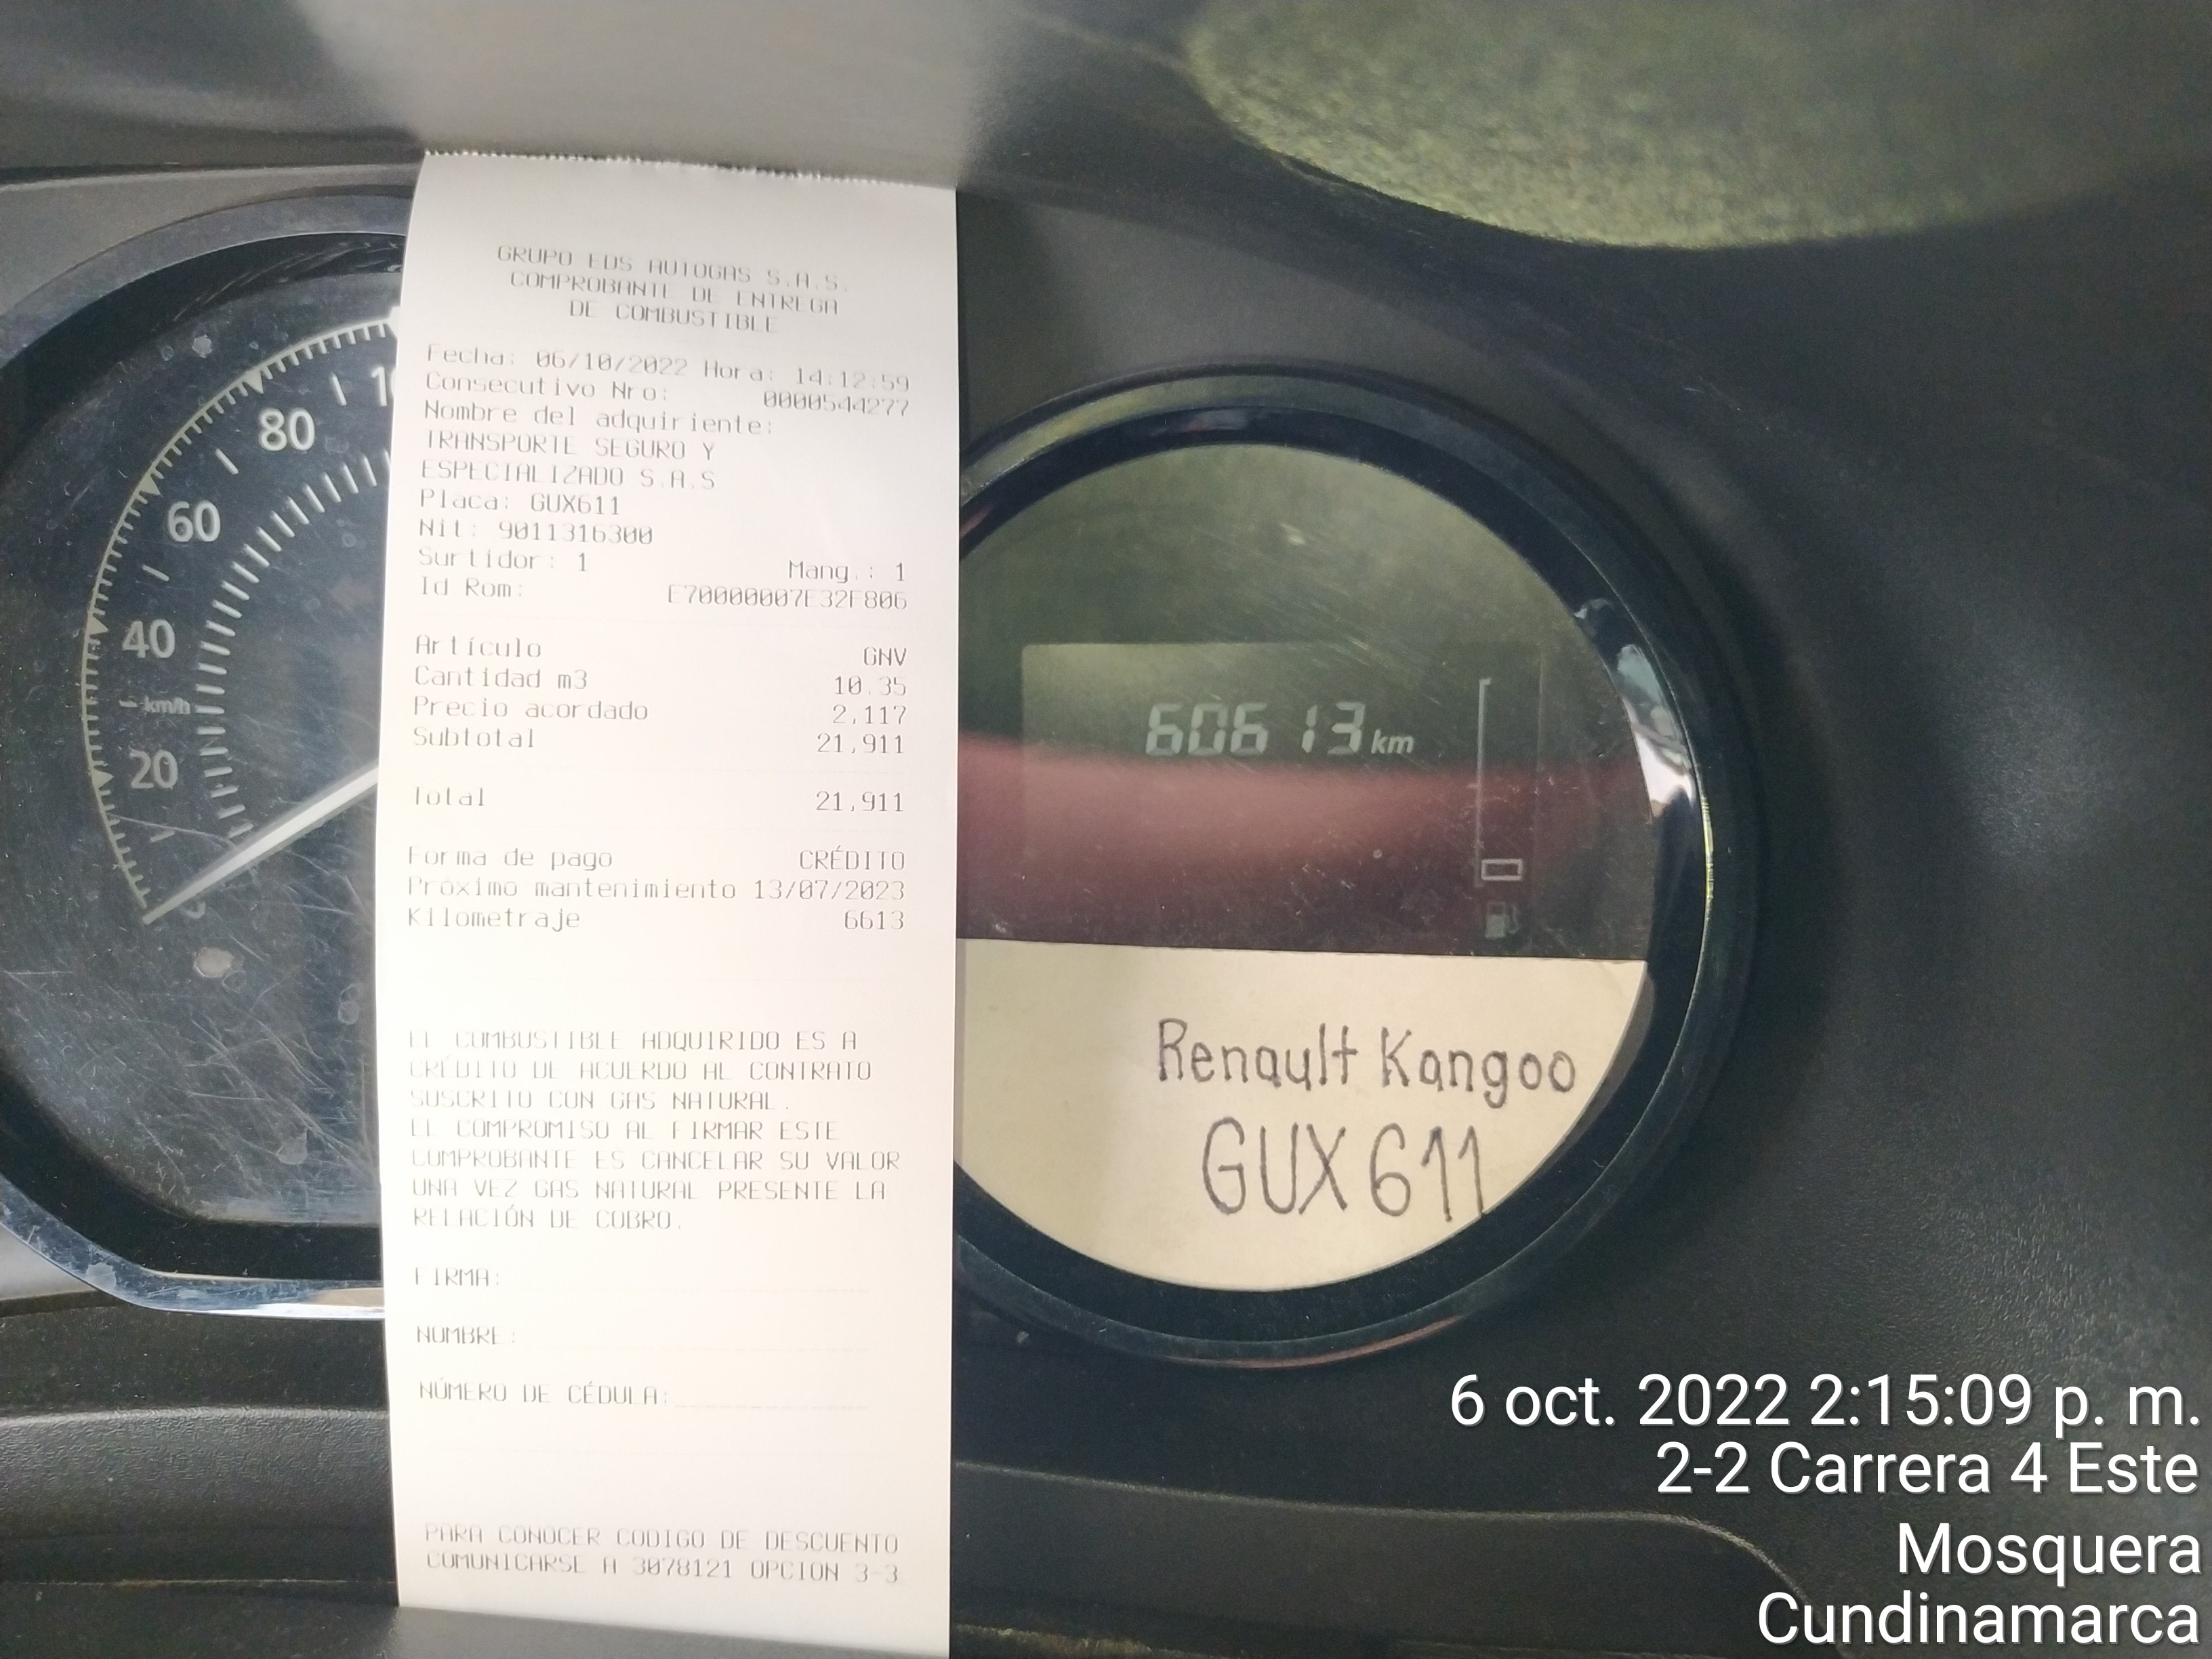 GRUPO EDS AUTOGAS S.A.S.
COMPROBANTE DE ENTREGA
DE COMBUSTIBLE
Fecha: 06/10/2022 Hora: 14:12:59
Consecutivo Nro: 0000544277
Nombre del adquiriente:
TRANSPORTE SEGURO Y
ESPECIALIZADO S.A.S
Placa: GUX611
Nit: 9011316300
Surtidor: 1 Mang.: 1
Id Rom: E70000007E32F806
Artículo GNV
Cantidad m3 10.35
Precio acordado 2,117
Subtotal 21,911
Total 21,911
Forma de pago CRÉDITO
Próximo mantenimiento 13/07/2023
Kilometraje 6613
EL COMBUSTIBLE ADQUIRIDO ES A
CRÉDITO DE ACUERDO AL CONTRATO
SUSCRITO CON GAS NATURAL.
EL COMPROMISO AL FIRMAR ESTE
COMPROBANTE ES CANCELAR SU VALOR
UNA VEZ GAS NATURAL PRESENTE LA
RELACIÓN DE COBRO.
FIRMA:
NOMBRE:
NÚMERO DE CÉDULA:
PARA CONOCER CODIGO DE DESCUENTO
COMUNICARSE A 3078121 OPCION 3-3
80
60
40
km/h
20
60613 km
Renault Kangoo
GUX611
6 oct. 2022 2:15:09 p. m.
2-2 Carrera 4 Este
Mosquera
Cundinamarca